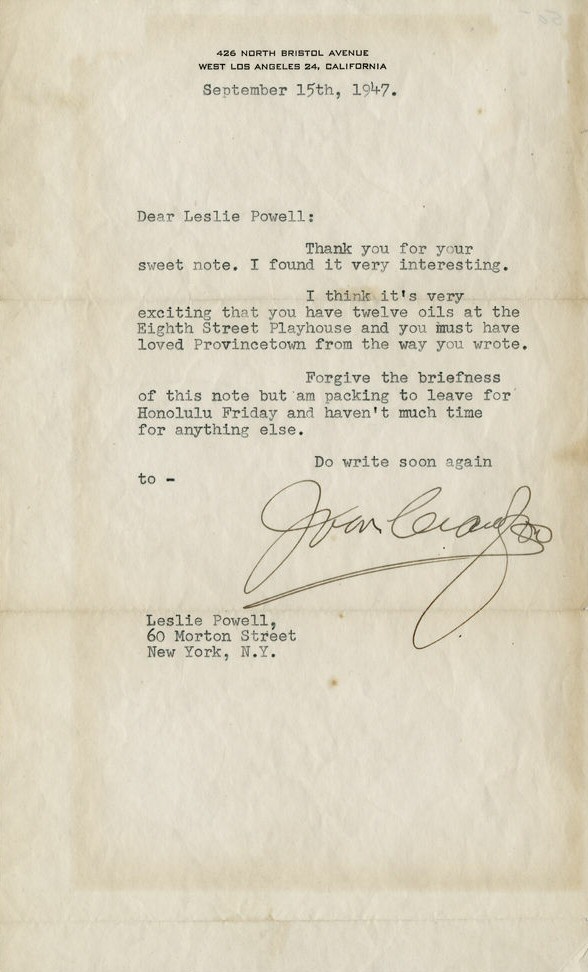 426 NORTH BRISTOL AVENUE
WEST LOS ANGELES 24, CALIFORNIA
September 15th, 1947.
Dear Leslie Powell:
Thank you for your
sweet note. I found it very interesting.
I think it's very
exciting that you have twelve oils at the
Eighth Street Playhouse and you must have
loved Provincetown from the way you wrote.
Forgive the briefness
of this note but am packing to leave for
Honolulu Friday and haven't much time
for anything else.
Do write soon again
to -
Joan Crawford
Leslie Powell,
60 Morton Street
New York, N.Y.